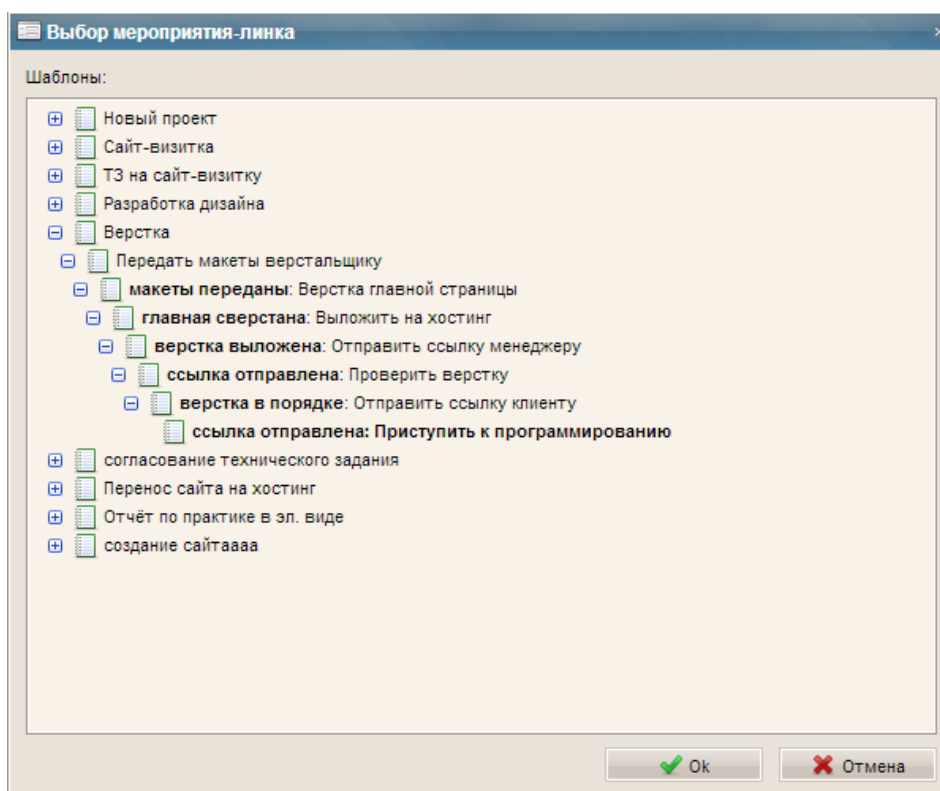 Выбор мероприятия-линка
Шаблоны:
Новый проект
Сайт-визитка
ТЗ на сайт-визитку
Разработка дизайна
Верстка
Передать макеты верстальщику
макеты переданы: Верстка главной страницы
главная сверстана: Выложить на хостинг
верстка выложена: Отправить ссылку менеджеру
ссылка отправлена: Проверить верстку
верстка в порядке: Отправить ссылку клиенту
ссылка отправлена: Приступить к программированию
согласование технического задания
Перенос сайта на хостинг
Отчёт по практике в эл. виде
создание сайтаааа
Ok Отмена